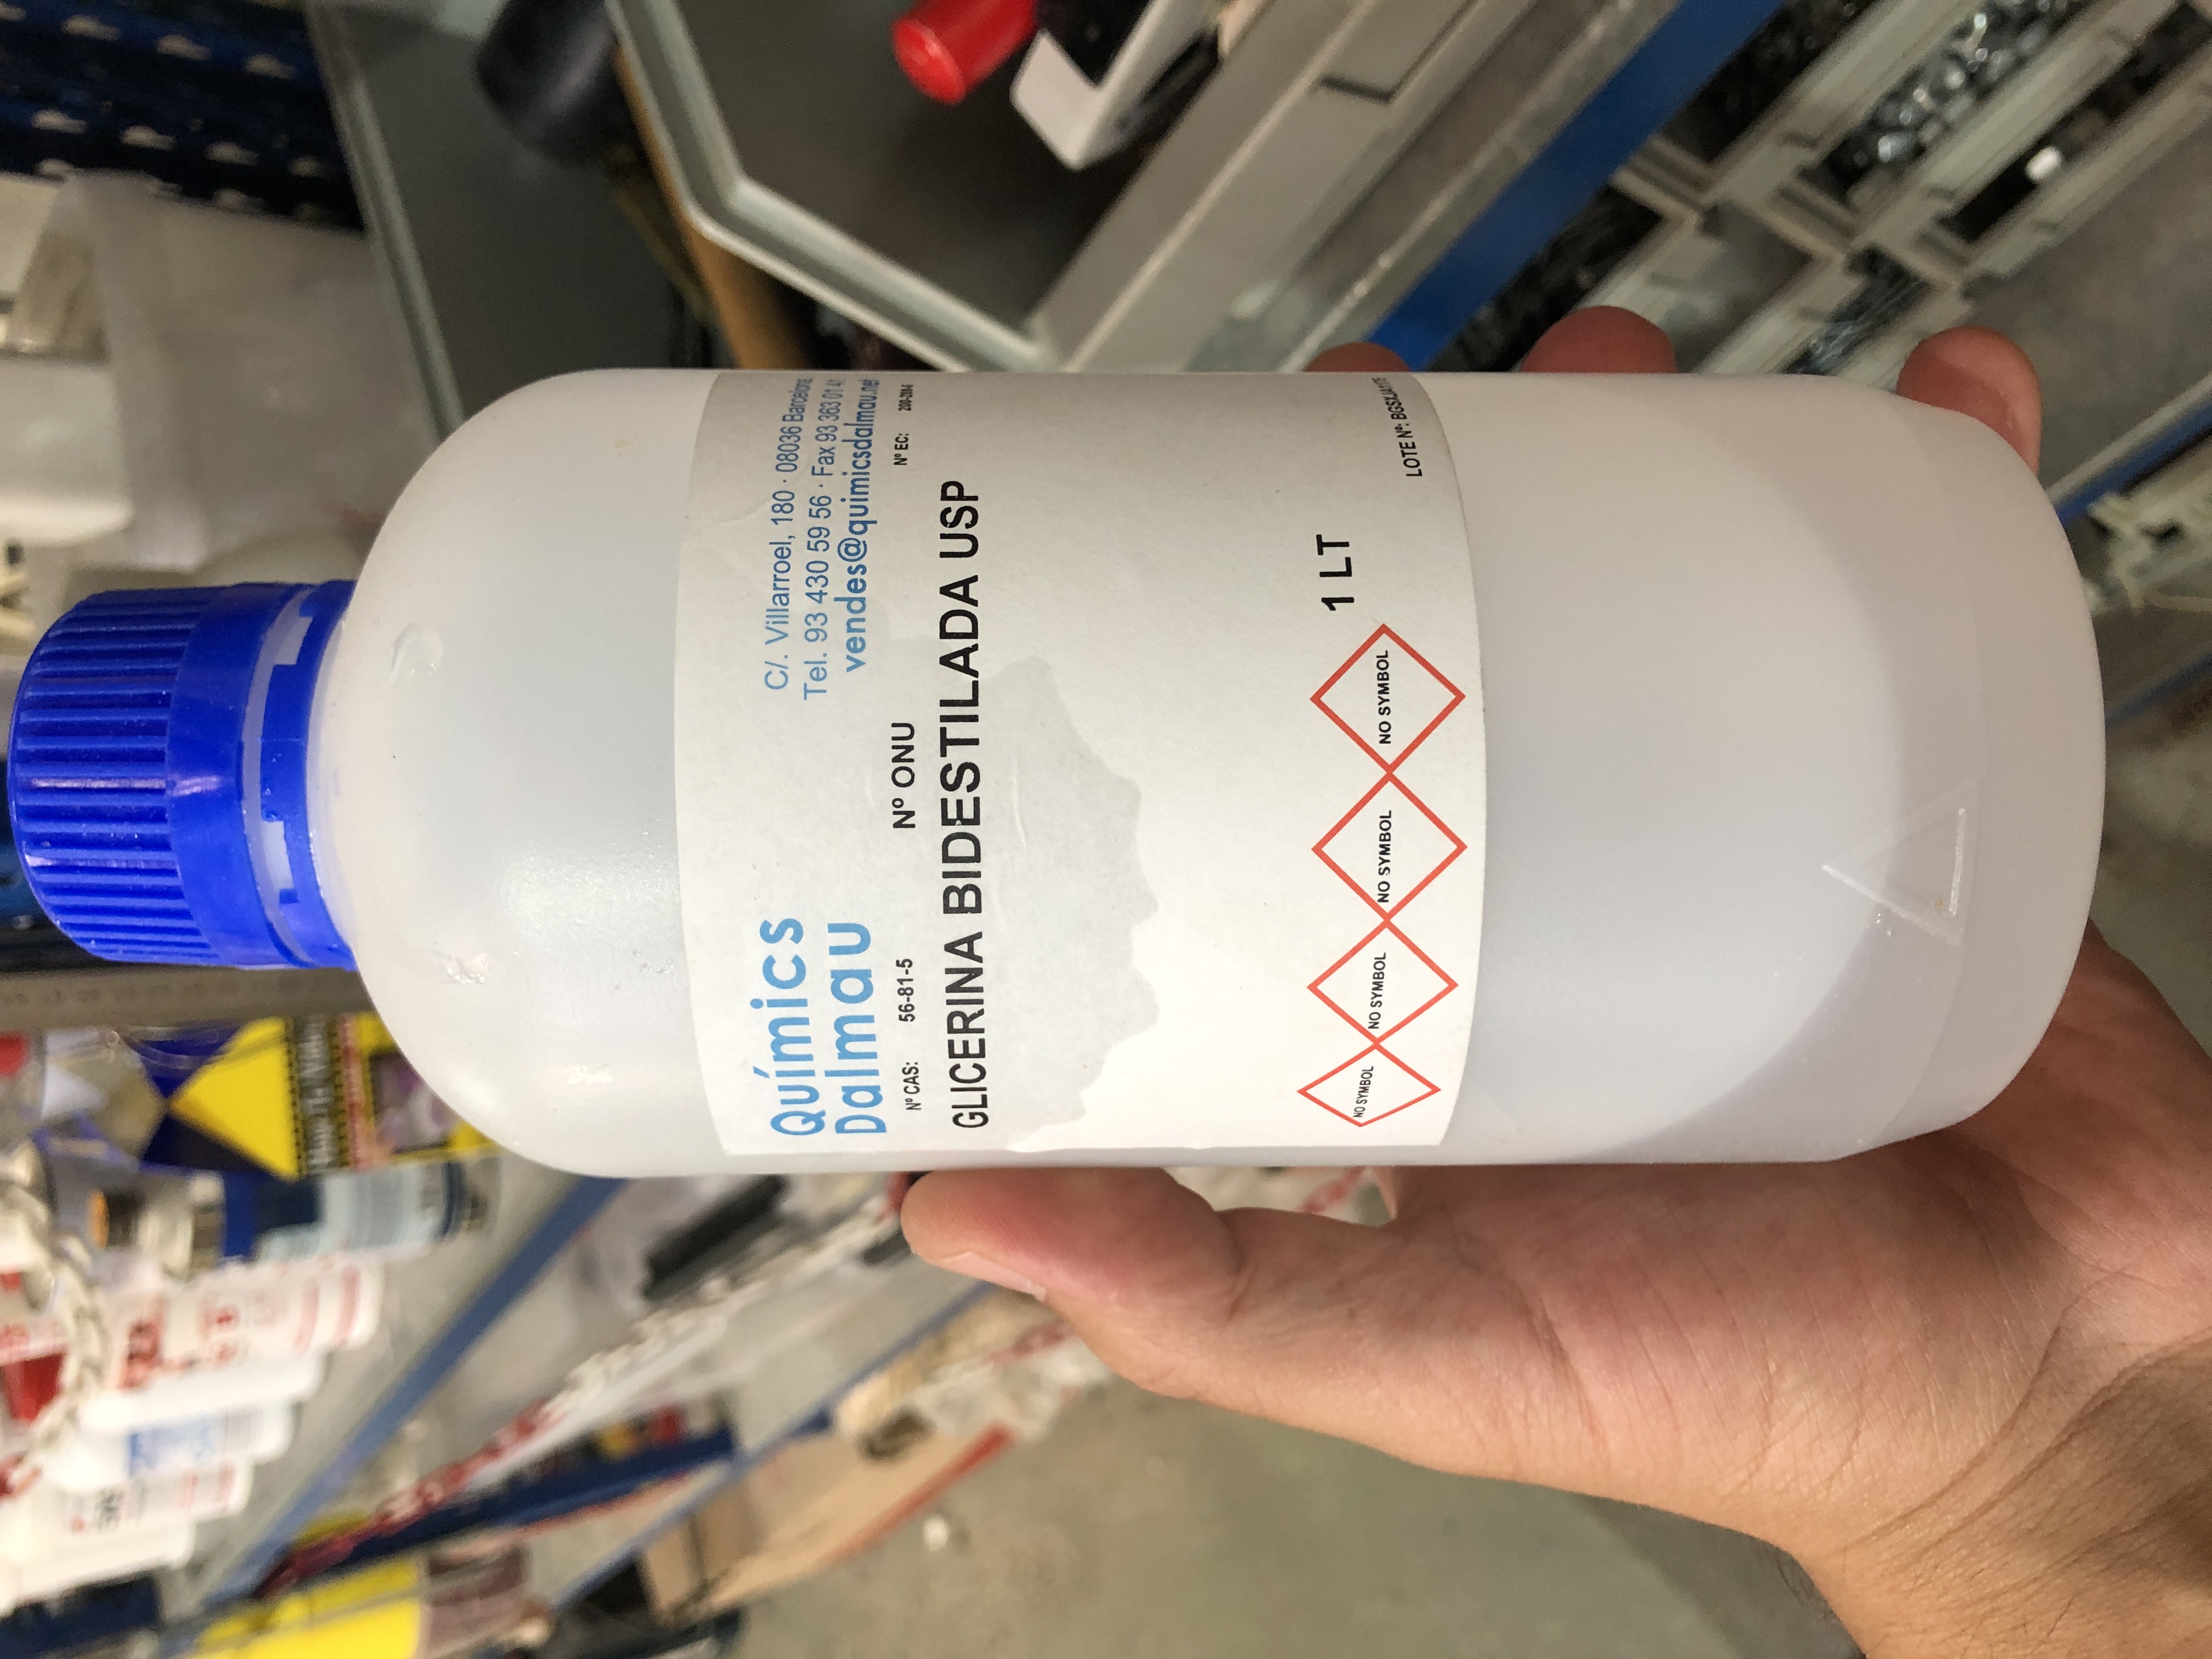 Químics
Dalmau
C/. Villarroel, 180 · 08036 Barcelona
Tel. 93 430 59 56 · Fax 93 363 01 41
vendes@quimicsdalmau.net
Nº CAS: 56-81-5 Nº ONU Nº EC:
GLICERINA BIDESTILADA USP
1 LT
NO SYMBOL NO SYMBOL NO SYMBOL NO SYMBOL
LOTE Nº: